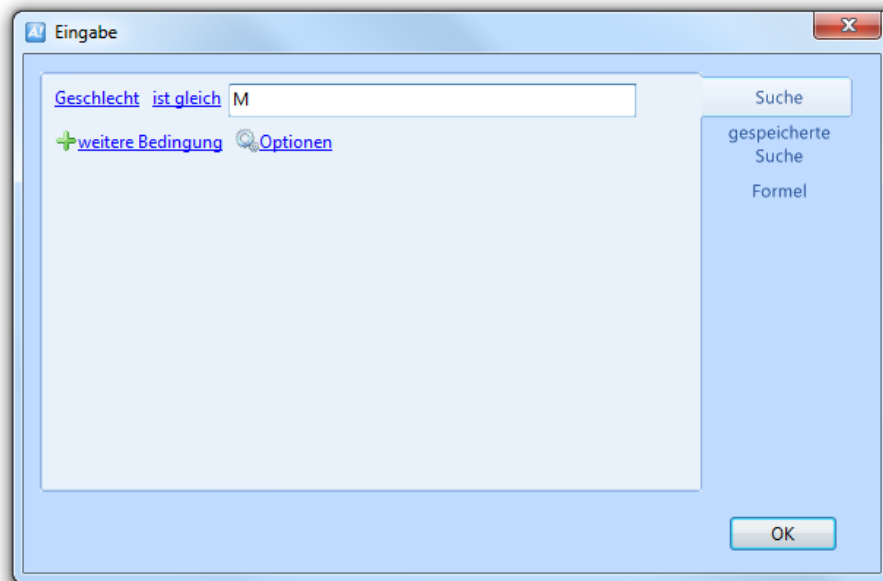 A! Eingabe
Geschlecht ist gleich M
weitere Bedingung Optionen
Suche
gespeicherte
Suche
Formel
OK